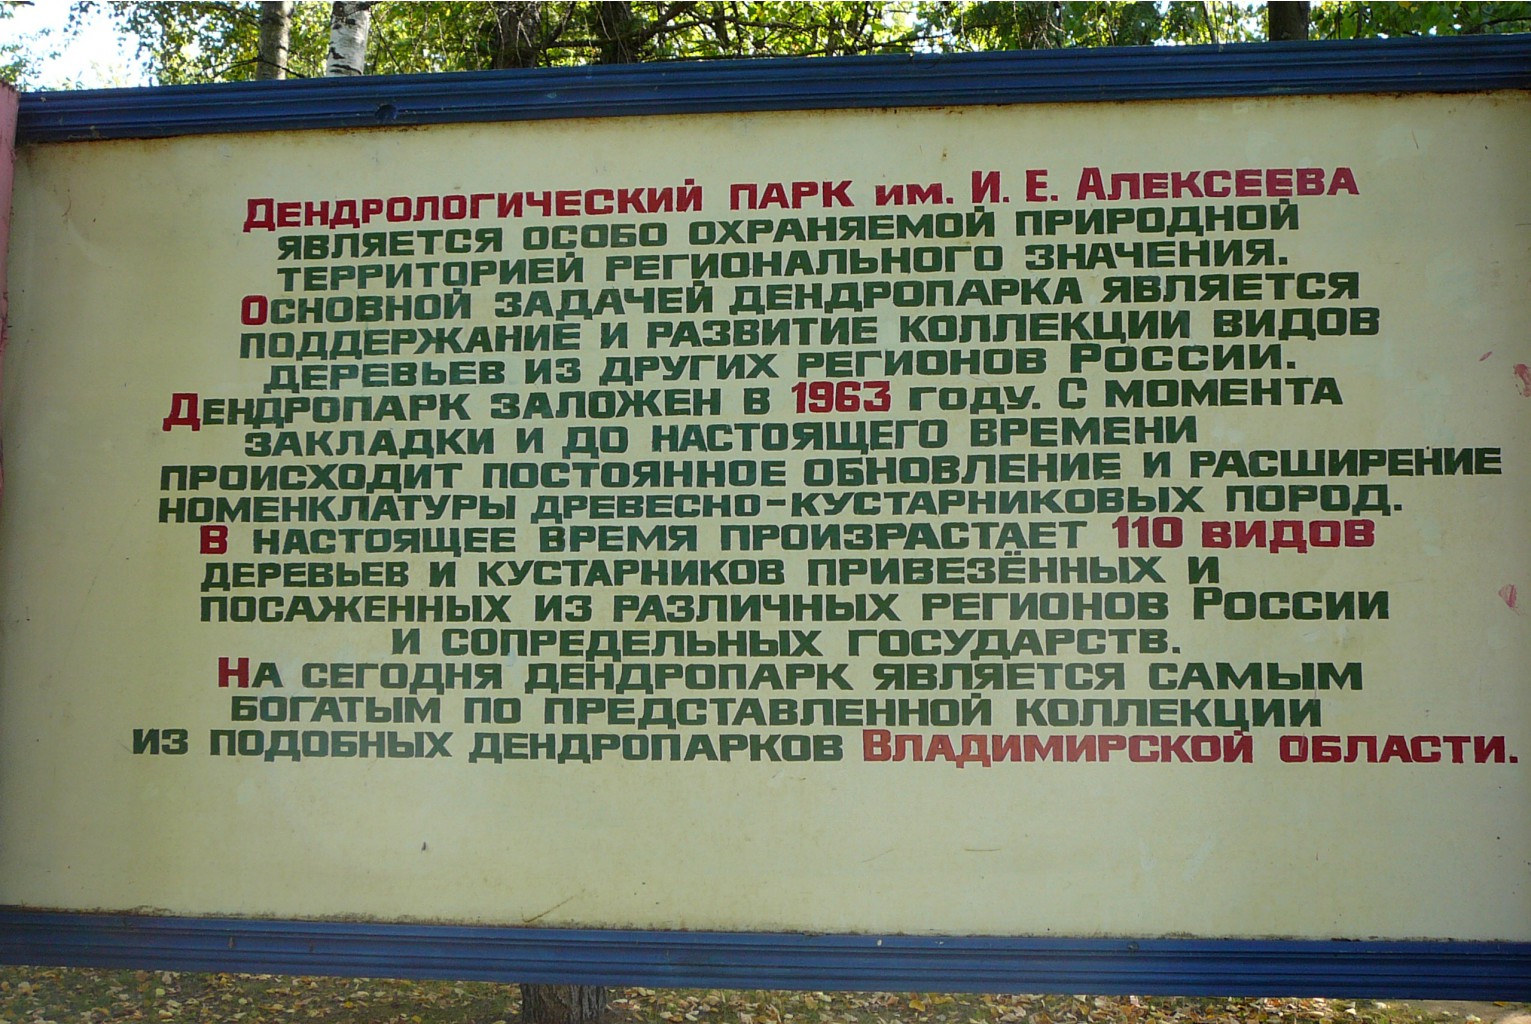 Дендрологический парк им. И. Е. Алексеева
является особо охраняемой природной
территорией регионального значения.
Основной задачей дендропарка является
поддержание и развитие коллекции видов
деревьев из других регионов России.
Дендропарк заложен в 1963 году. С момента
закладки и до настоящего времени
происходит постоянное обновление и расширение
номенклатуры древесно-кустарниковых пород.
В настоящее время произрастает 110 видов
деревьев и кустарников привезённых и
посаженных из различных регионов России
и сопредельных государств.
На сегодня дендропарк является самым
богатым по представленной коллекции
из подобных дендропарков Владимирской области.